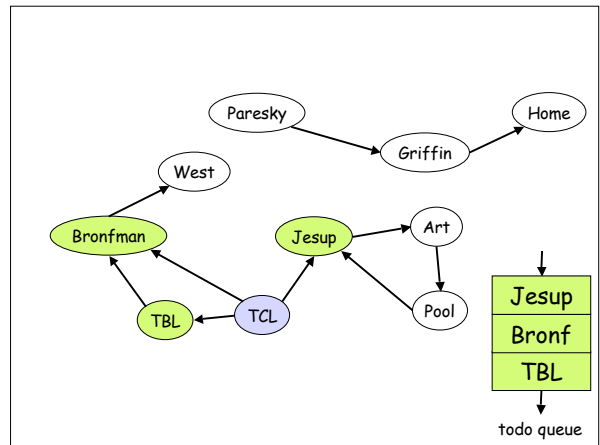 Paresky
Home
Griffin
West
Bronfman
Jesup
Art
TBL
TCL
Pool
Jesup
Bronf
TBL
todo queue